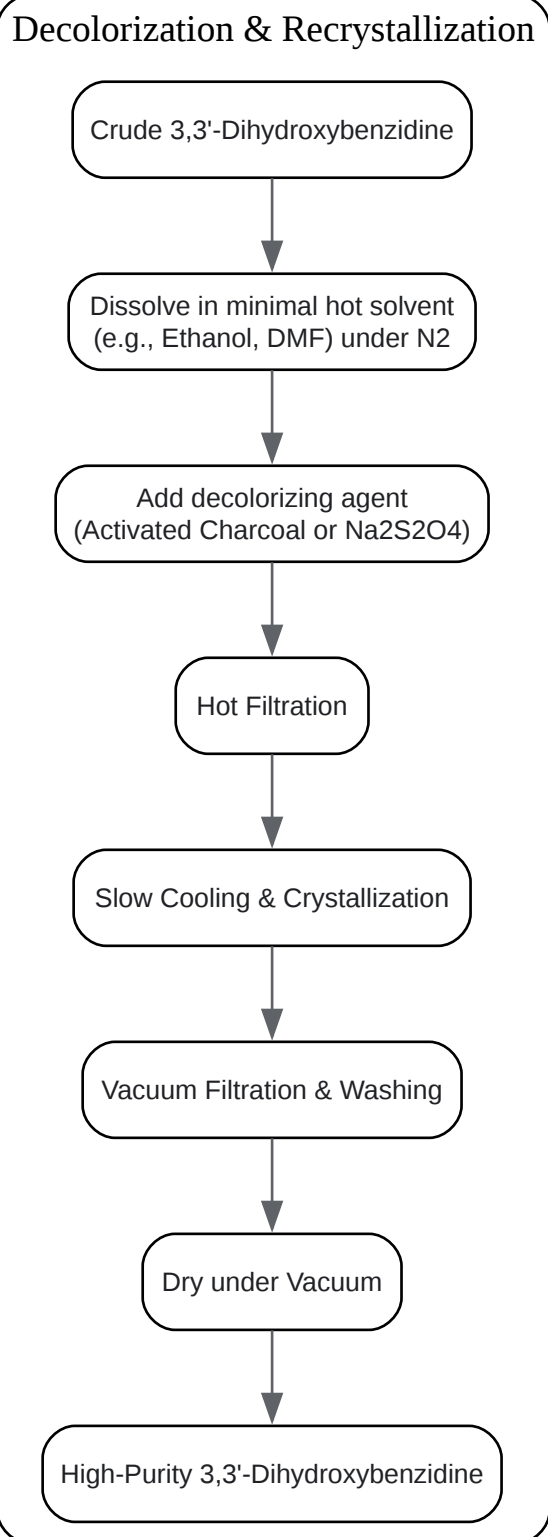 Decolorization & Recrystallization
Crude 3,3'-Dihydroxybenzidine
Dissolve in minimal hot solvent
(e.g., Ethanol, DMF) under N2
Add decolorizing agent
(Activated Charcoal or Na2S2O4)
Hot Filtration
Slow Cooling & Crystallization
Vacuum Filtration & Washing
Dry under Vacuum
High-Purity 3,3'-Dihydroxybenzidine